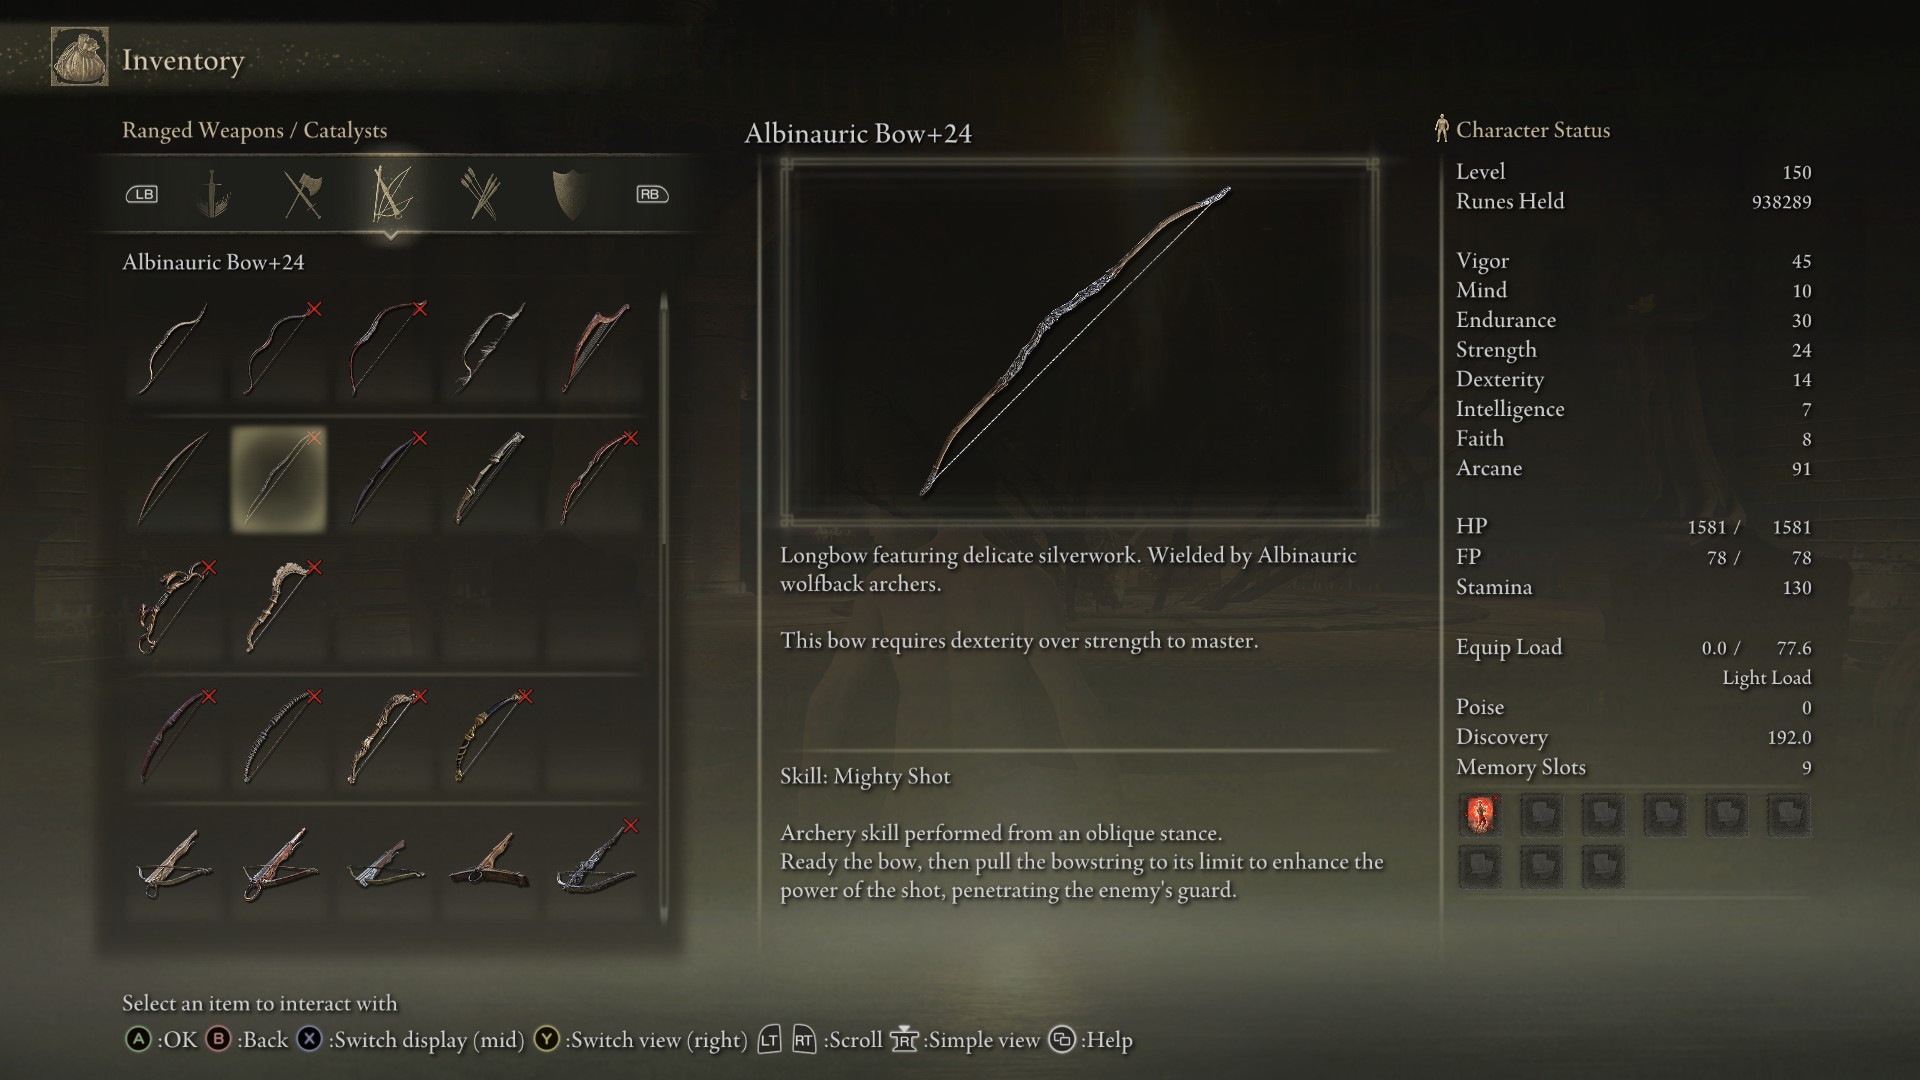 Inventory
Ranged Weapons / Catalysts
LB
RB
Albinauric Bow+24
Albinauric Bow+24
Longbow featuring delicate silverwork. Wielded by Albinauric
wolfback archers.
This bow requires dexterity over strength to master.
Skill: Mighty Shot
Archery skill performed from an oblique stance.
Ready the bow, then pull the bowstring to its limit to enhance the
power of the shot, penetrating the enemy's guard.
Character Status
Level 150
Runes Held 938289
Vigor 45
Mind 10
Endurance 30
Strength 24
Dexterity 14
Intelligence 7
Faith 8
Arcane 91
HP 1581 / 1581
FP 78 / 78
Stamina 130
Equip Load 0.0 / 77.6
Light Load
Poise 0
Discovery 192.0
Memory Slots 9
Select an item to interact with
A :OK B :Back X :Switch display (mid) Y :Switch view (right) LT RT :Scroll R :Simple view :Help